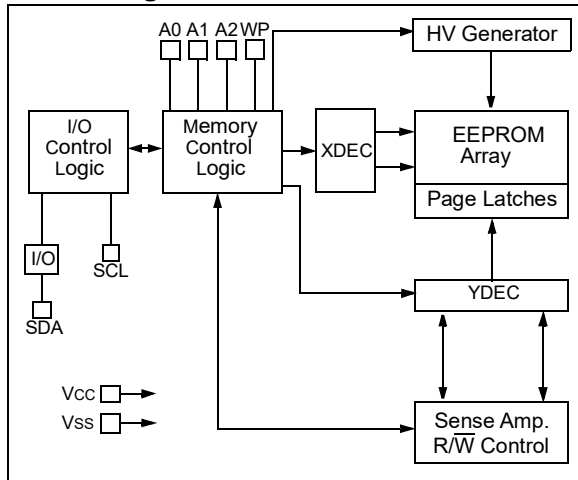 A0 A1 A2 WP
HV Generator
I/O
Control
Logic
Memory
Control
Logic
XDEC
EEPROM
Array
Page Latches
I/O
SCL
SDA
YDEC
Vcc
Vss
Sense Amp.
R/W̅ Control